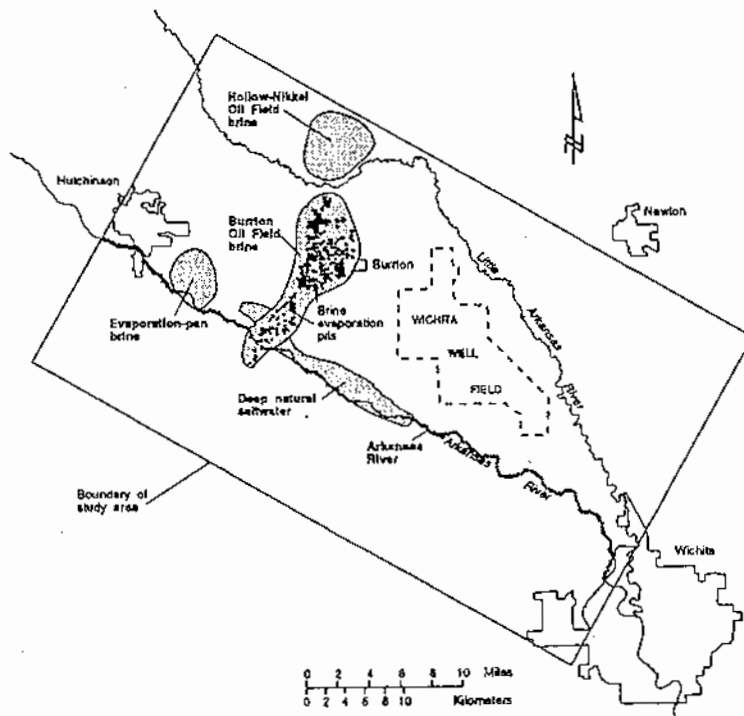 Hollow-Nikkel
Oil Field
brine
N
Hutchinson
Newton
Burrton
Oil Field
brine
Burrton
Little
Arkansas
River
Evaporation-pan
brine
Brine
evaporation
pits
WICHITA
WELL
FIELD
Deep natural
saltwater
Arkansas
River
Arkansas
River
Boundary of
study area
Wichita
0 2 4 6 8 10 Miles
0 2 4 6 8 10
Kilometers